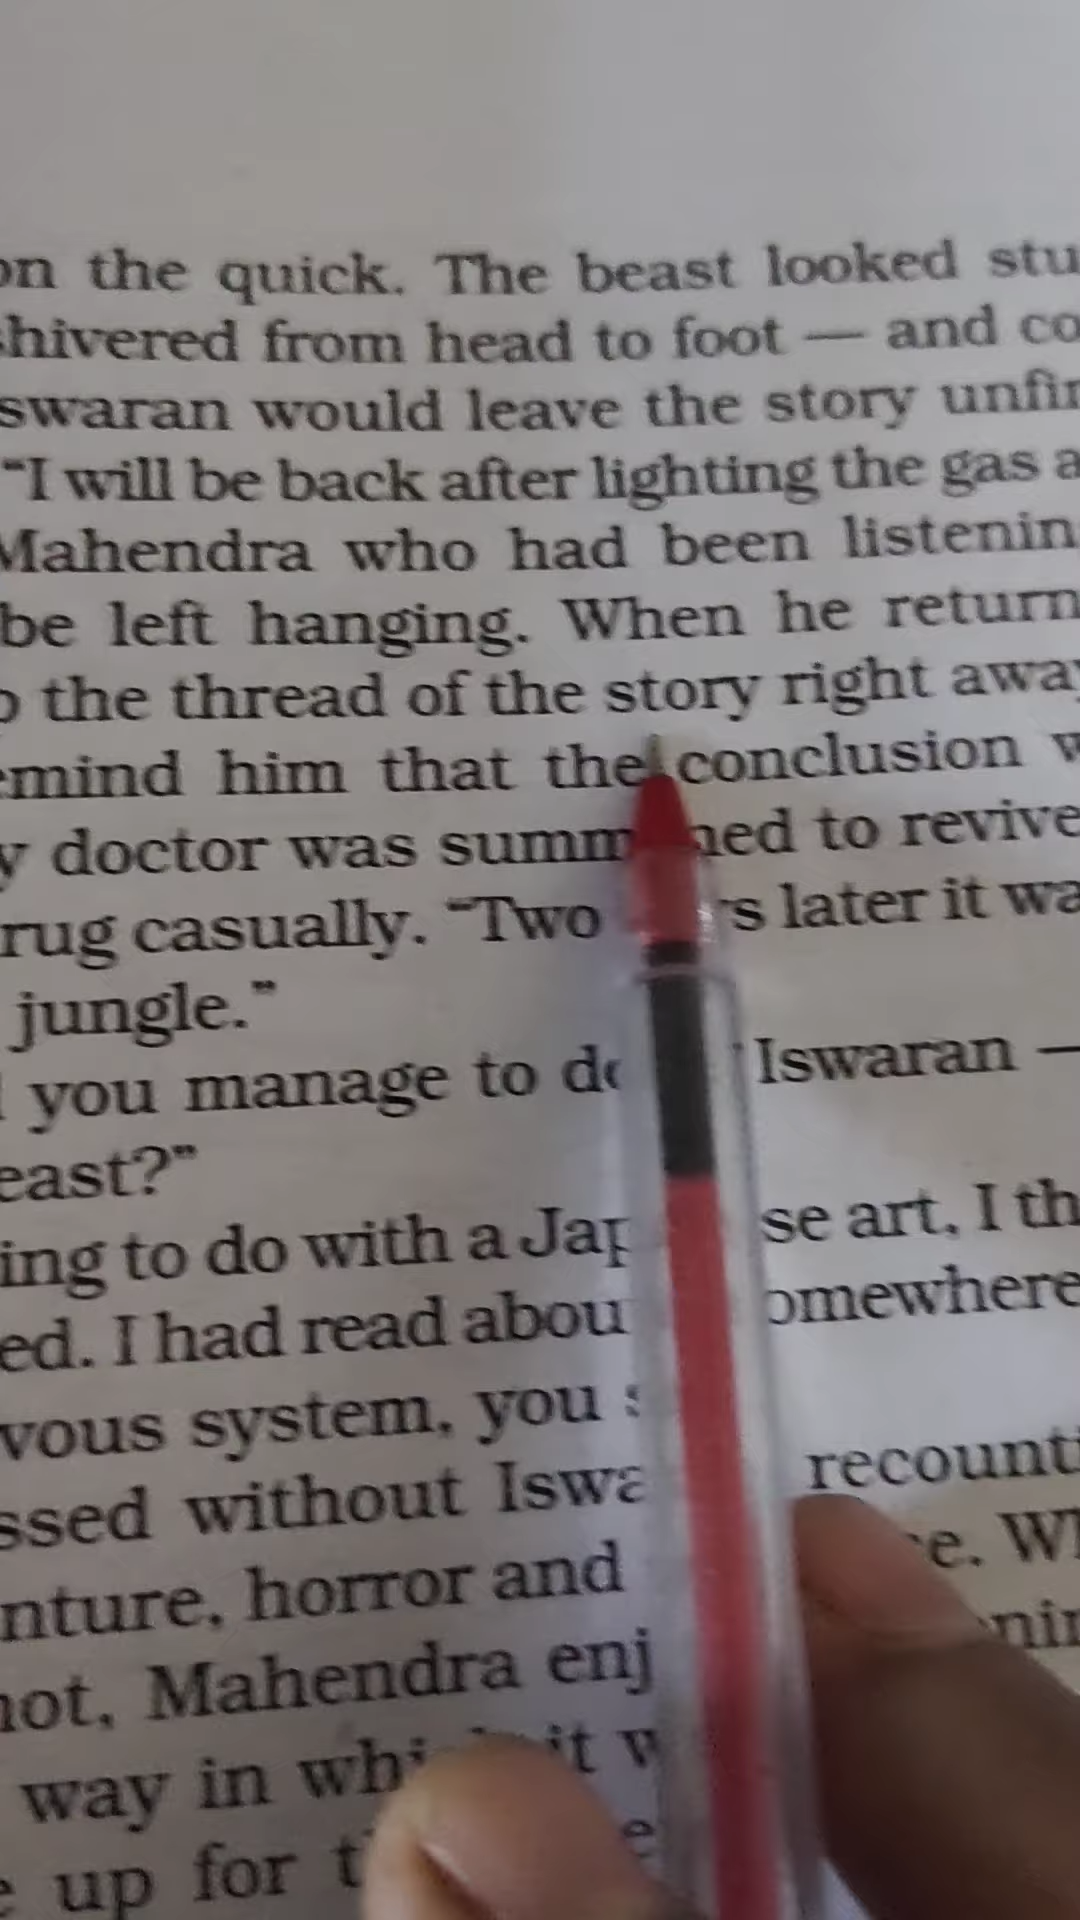 on the quick. The beast looked stu
hivered from head to foot — and co
swaran would leave the story unfin
“I will be back after lighting the gas a
Mahendra who had been listenin
be left hanging. When he return
the thread of the story right away
emind him that the conclusion w
y doctor was summ ned to revive
rug casually. “Two rs later it wa
jungle.”
you manage to do Iswaran —
east?”
ing to do with a Jap se art, I th
ed. I had read abou omewhere
vous system, you s
ssed without Iswa recounti
nture, horror and e. Wh
not, Mahendra enj nin
way in whi it w
up for t e